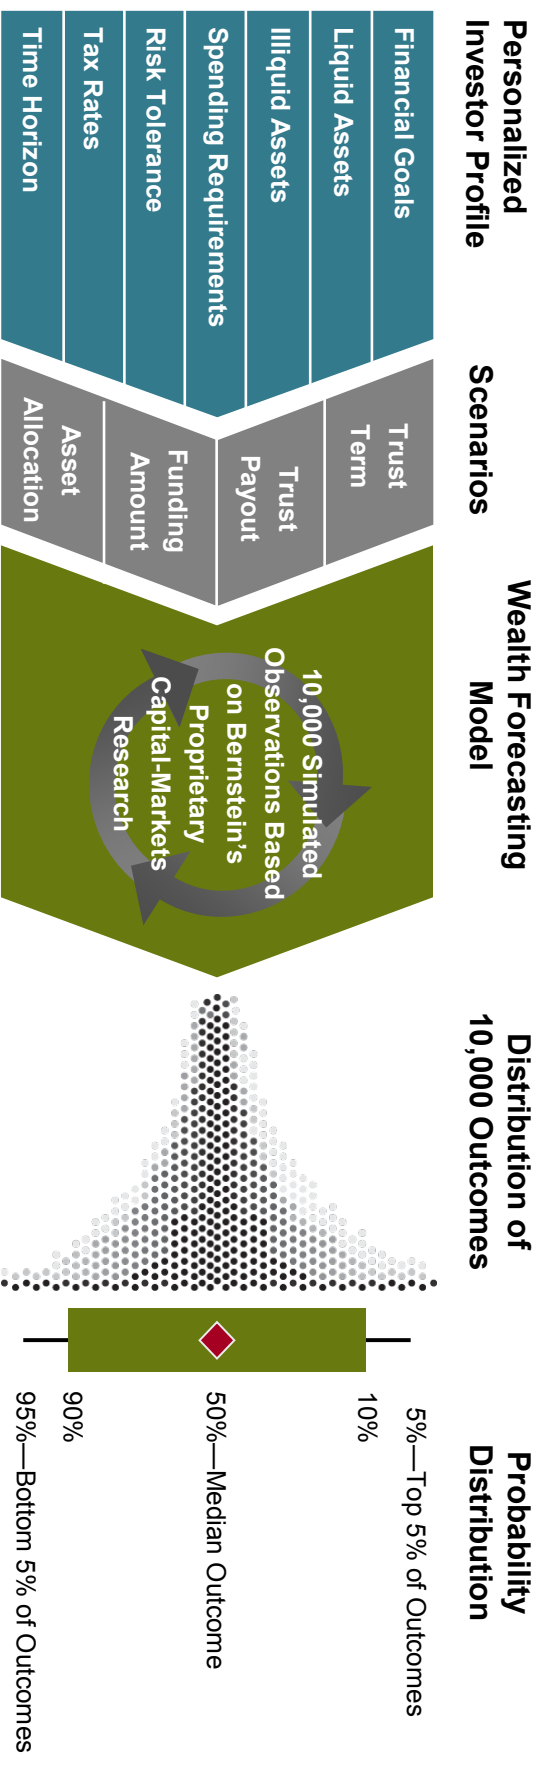 Personalized
Investor Profile
Financial Goals
Liquid Assets
Illiquid Assets
Spending Requirements
Risk Tolerance
Tax Rates
Time Horizon
Scenarios
Trust
Term
Trust
Payout
Funding
Amount
Asset
Allocation
Wealth Forecasting
Model
10,000 Simulated
Observations Based
on Bernstein’s
Proprietary
Capital-Markets
Research
Distribution of
10,000 Outcomes
Probability
Distribution
5%—Top 5% of Outcomes
10%
50%—Median Outcome
90%
95%—Bottom 5% of Outcomes